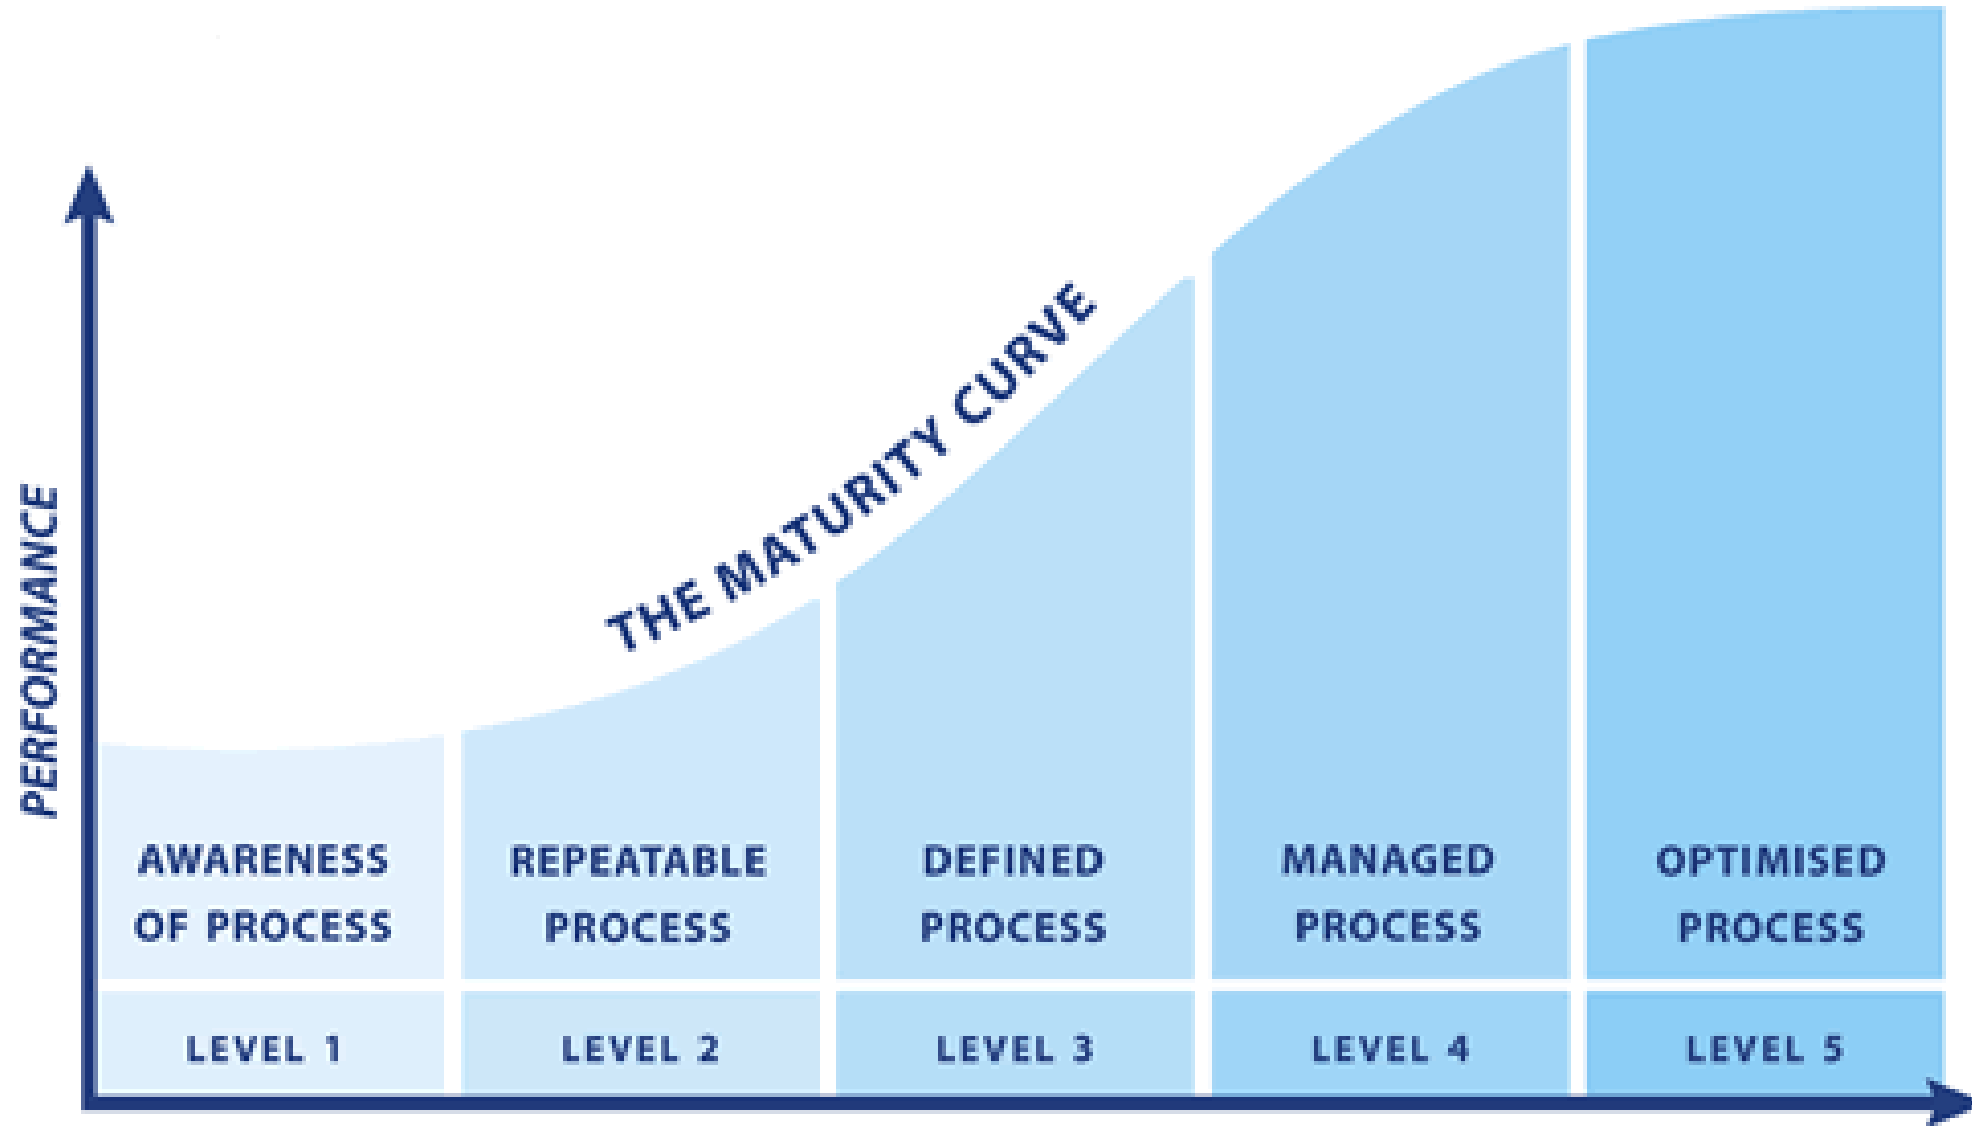 THE MATURITY CURVE
PERFORMANCE
AWARENESS
OF PROCESS
REPEATABLE
PROCESS
DEFINED
PROCESS
MANAGED
PROCESS
OPTIMISED
PROCESS
LEVEL 1
LEVEL 2
LEVEL 3
LEVEL 4
LEVEL 5